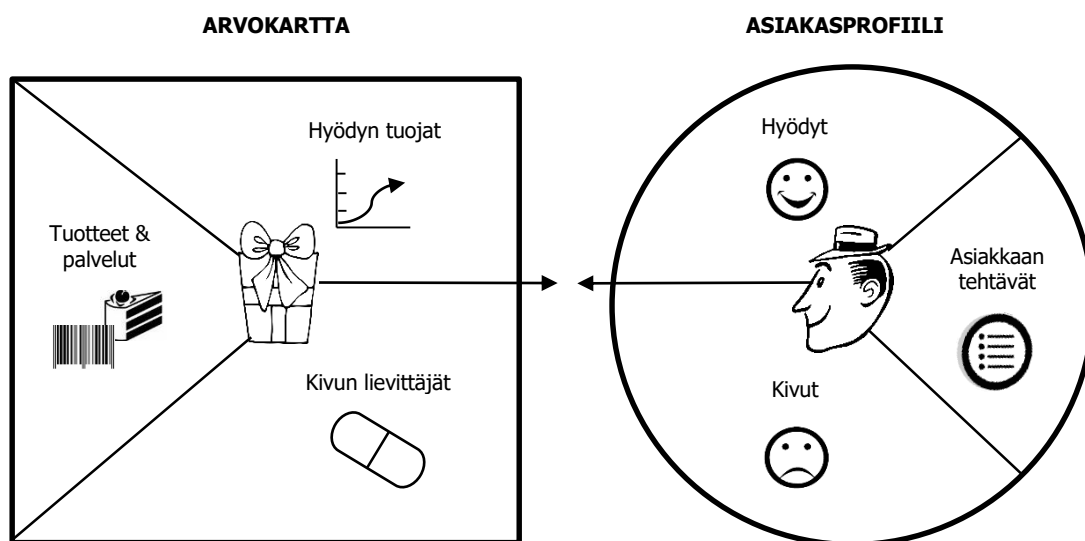 ARVOKARTTA
ASIAKASPROFIILI
Hyödyn tuojat
Tuotteet &
palvelut
Kivun lievittäjät
Hyödyt
Asiakkaan
tehtävät
Kivut